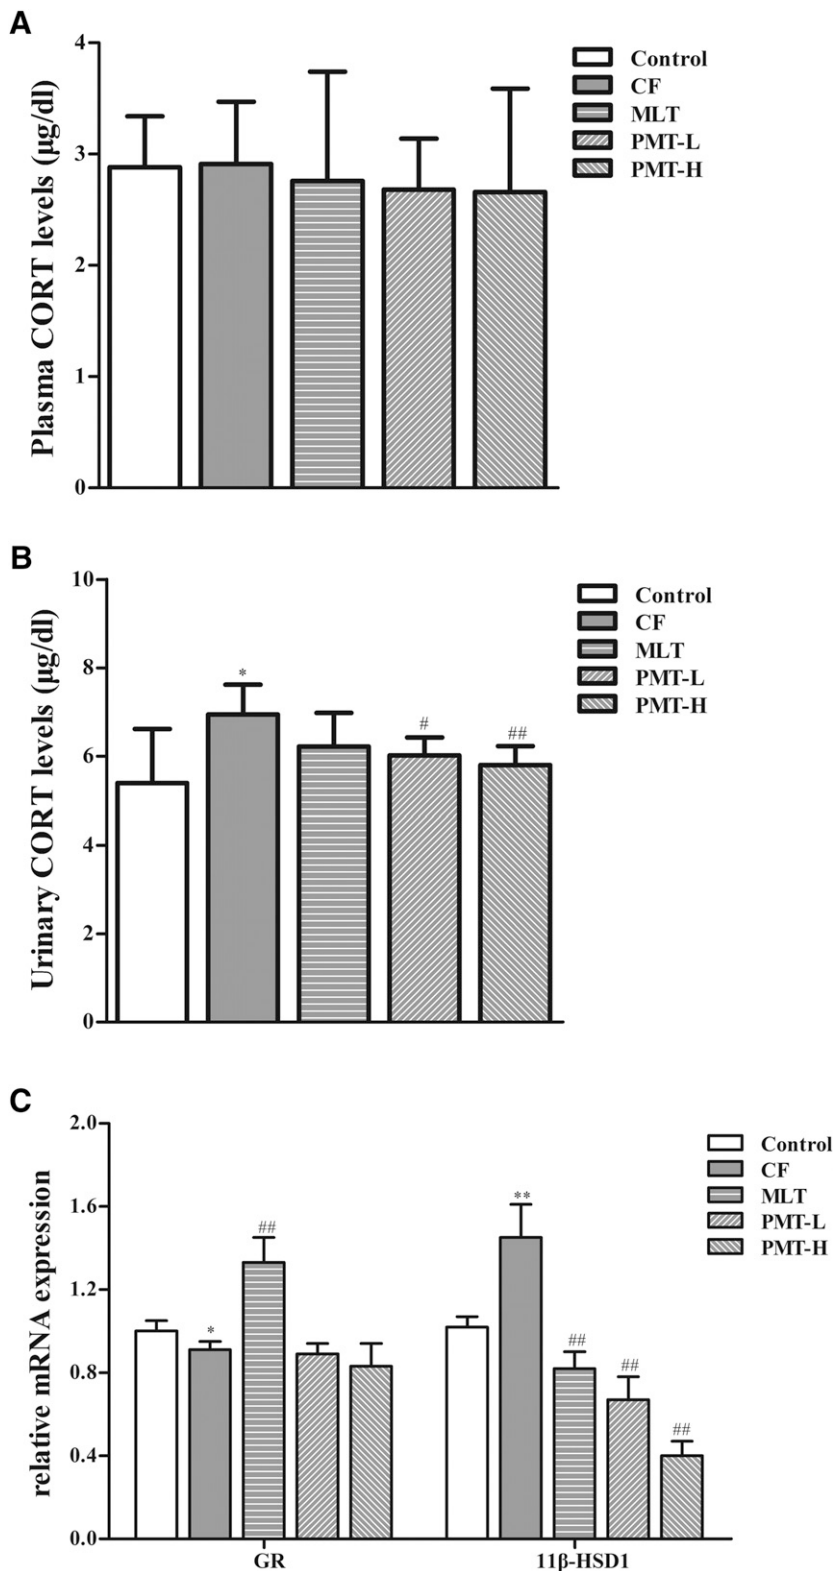 A
Plasma CORT levels (µg/dl)
4
3
2
1
0
Control
CF
MLT
PMT-L
PMT-H
B
Urinary CORT levels (µg/dl)
10
8
6
4
2
0
*
#
##
Control
CF
MLT
PMT-L
PMT-H
C
relative mRNA expression
2.0
1.6
1.2
0.8
0.4
0.0
*
##
**
##
##
##
GR
11β-HSD1
Control
CF
MLT
PMT-L
PMT-H